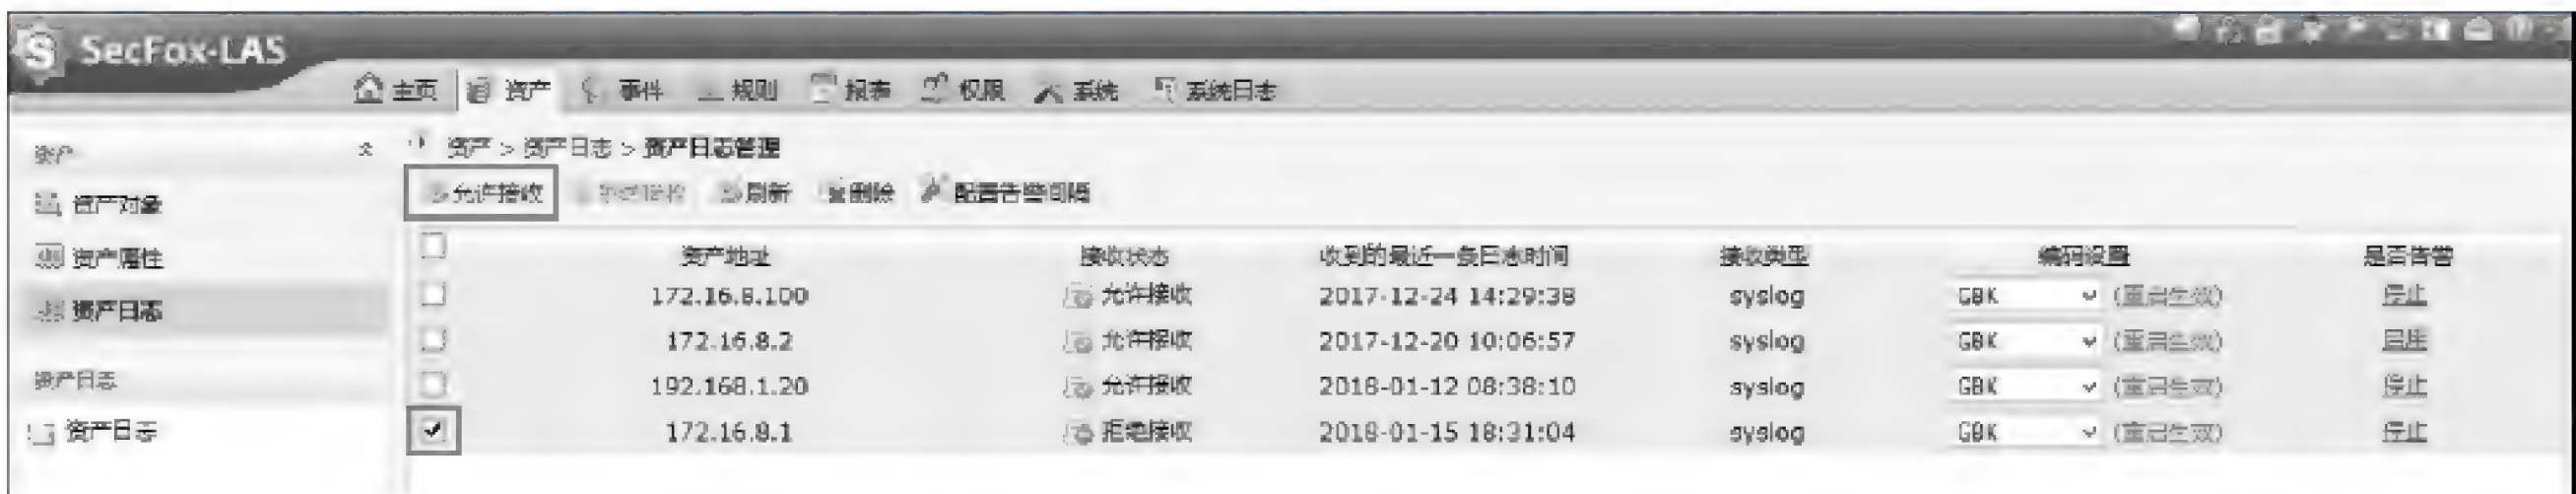 SecFox-LAS
主页 资产 事件 规则 报表 权限 系统 系统日志
资产
资产 > 资产日志 > 资产日志管理
允许接收 拒绝接收 刷新 删除 配置告警间隔
资产对象
资产属性
资产日志
资产日志
资产日志
资产地址 接收状态 收到的最近一条日志时间 接收类型 编码设置 是否告警
172.16.8.100 允许接收 2017-12-24 14:29:38 syslog GBK (重启生效) 停止
172.16.8.2 允许接收 2017-12-20 10:06:57 syslog GBK (重启生效)
192.168.1.20 允许接收 2018-01-12 08:38:10 syslog GBK (重启生效) 停止
172.16.8.1 拒绝接收 2018-01-15 18:31:04 syslog GBK (重启生效) 停止